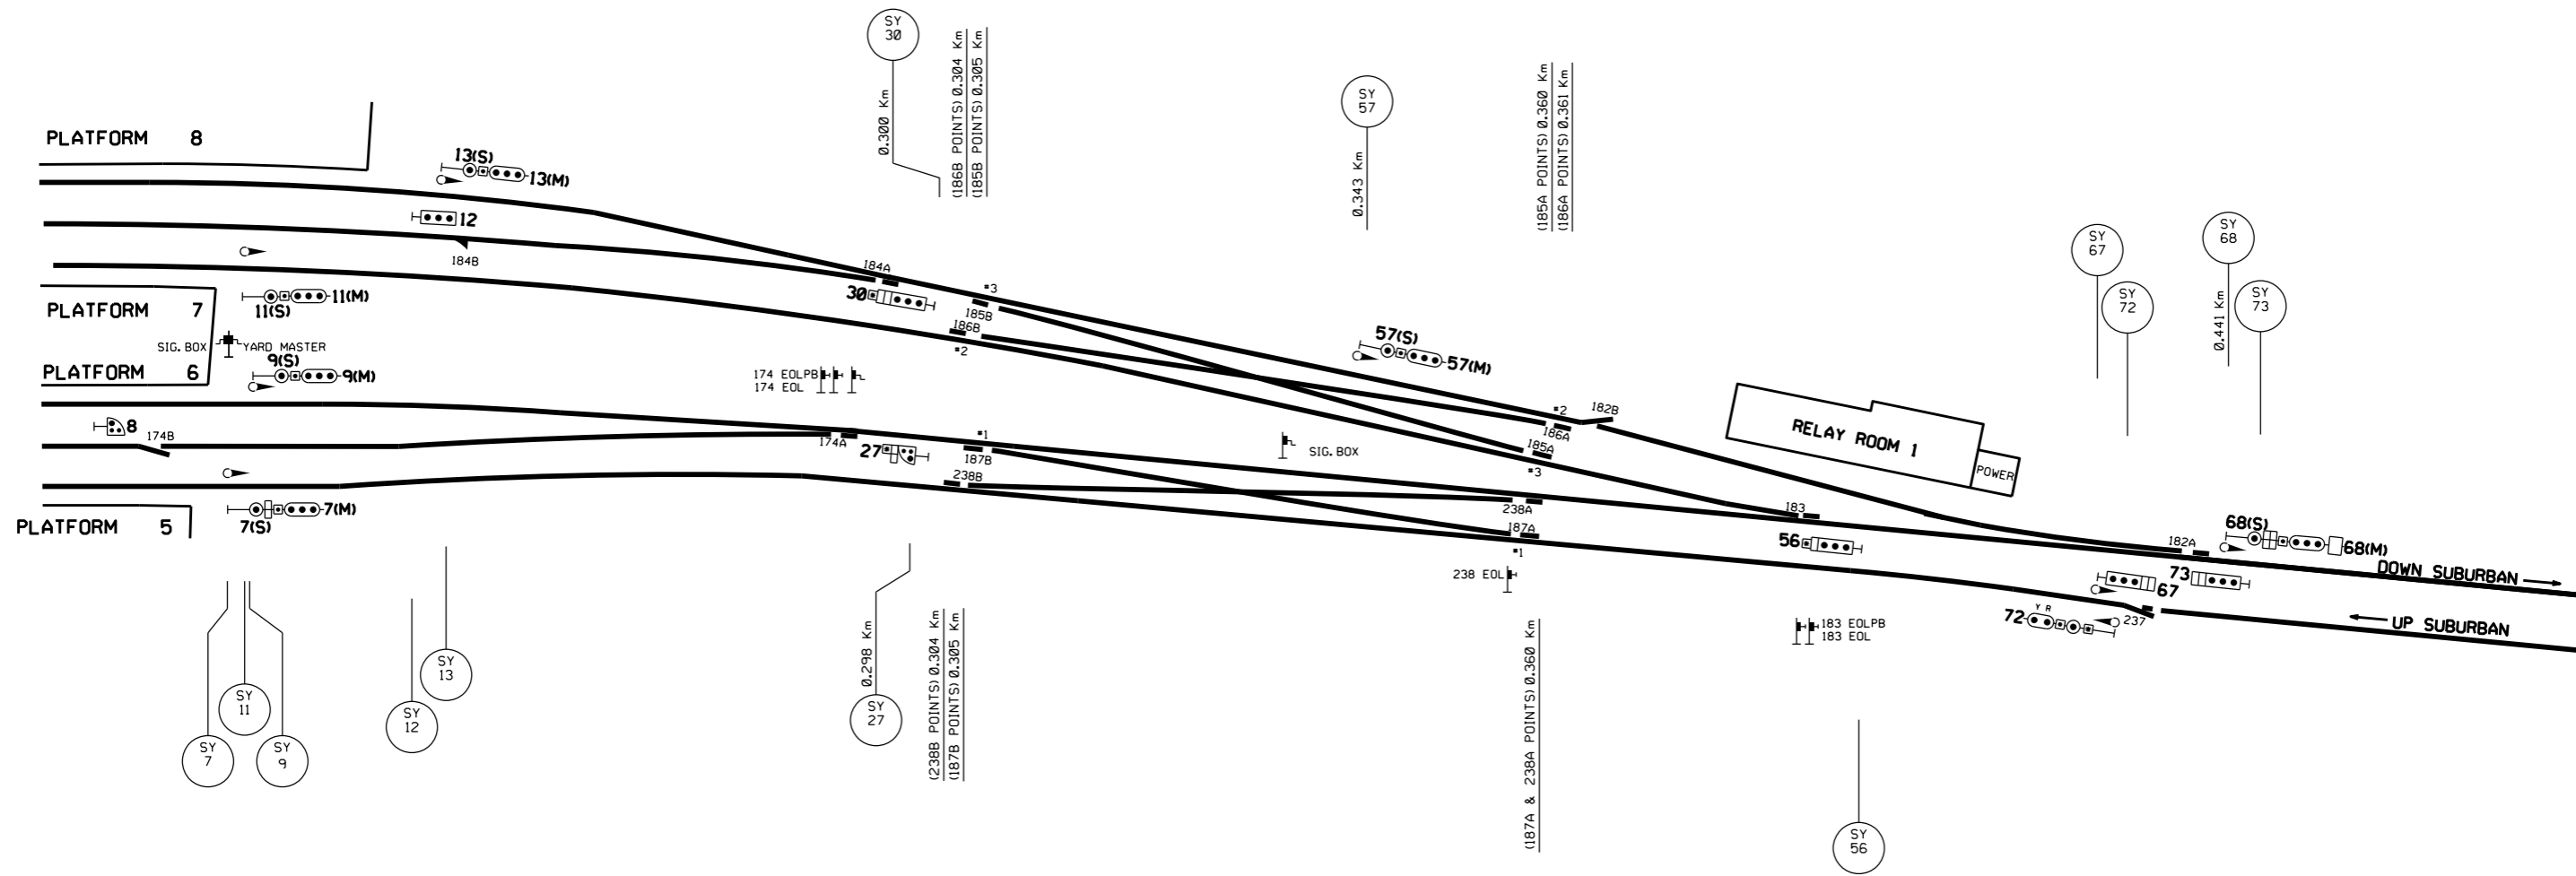 SY
30
0.300 Km
(186B POINTS) 0.304 Km
(185B POINTS) 0.305 Km
SY
57
0.343 Km
(185A POINTS) 0.360 Km
(186A POINTS) 0.361 Km
SY
67
SY
72
SY
68
0.441 Km
SY
73
PLATFORM 8
13(S)
13(M)
12
184B
184A
30
*3
185B
186B
*2
PLATFORM 7
11(S)
11(M)
SIG. BOX
YARD MASTER
PLATFORM 6
9(S)
9(M)
57(S)
57(M)
174 EOLPB
174 EOL
*2
182B
186A
185A
*3
RELAY ROOM 1
POWER
8
174B
174A
27
*1
187B
238B
SIG. BOX
238A
187A
*1
183
56
PLATFORM 5
7(S)
7(M)
238 EOL
182A
68(S)
68(M)
73
67
DOWN SUBURBAN
Y R
72
237
UP SUBURBAN
183 EOLPB
183 EOL
SY
7
SY
11
SY
9
SY
12
SY
13
0.298 Km
SY
27
(238B POINTS) 0.304 Km
(187B POINTS) 0.305 Km
(187A & 238A POINTS) 0.360 Km
SY
56